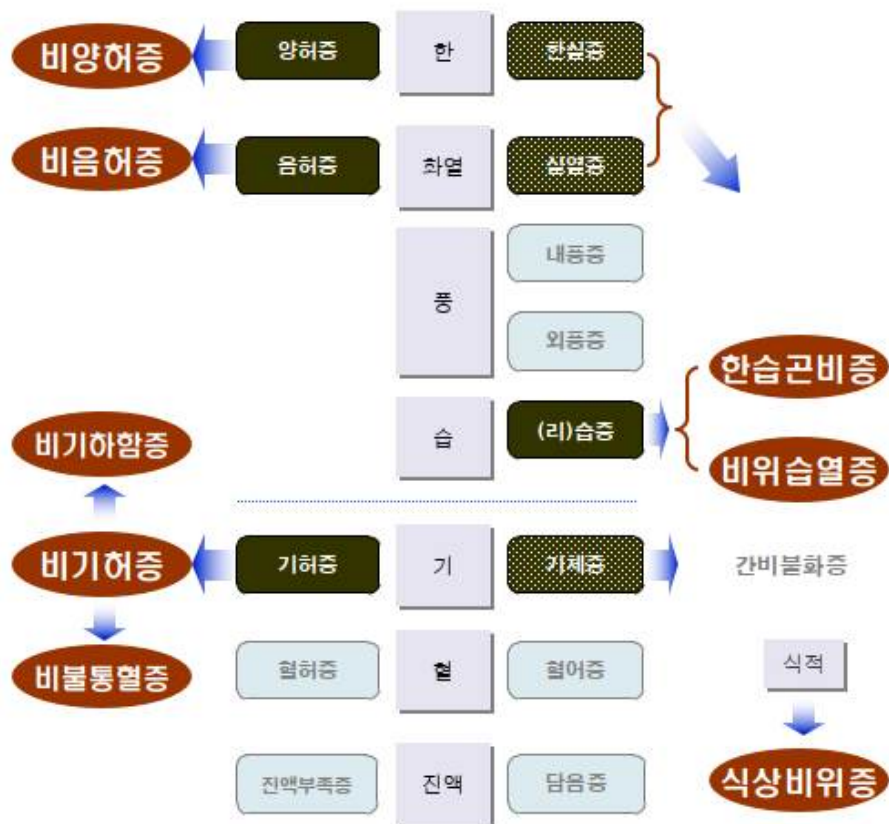 비양허증 양허증 한 한실증
비음허증 음허증 화열 실열증
내풍증
풍
외풍증
한습곤비증
습 (리)습증
비기하함증
비위습열증
비기허증 기허증 기 기체증 간비불화증
비불통혈증 혈허증 혈 혈어증 식적
진액부족증 진액 담음증 식상비위증